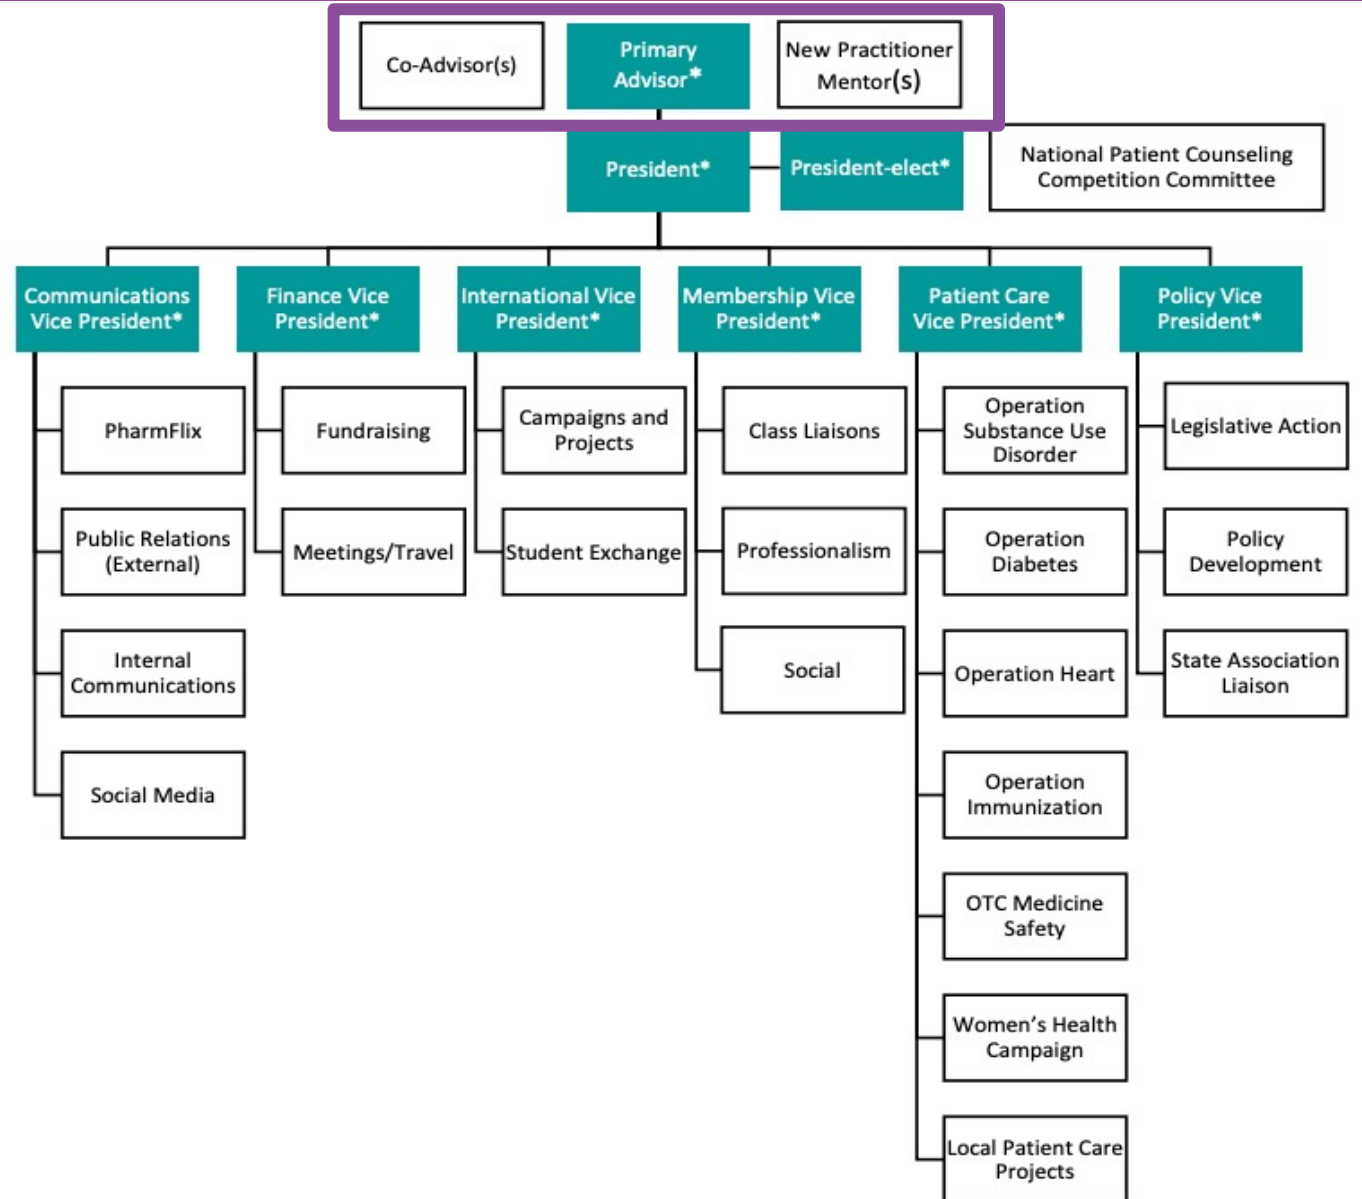 Co-Advisor(s)
Primary
Advisor*
New Practitioner
Mentor(s)
President*
President-elect*
National Patient Counseling
Competition Committee
Communications
Vice President*
Finance Vice
President*
International Vice
President*
Membership Vice
President*
Patient Care
Vice President*
Policy Vice
President*
PharmFlix
Public Relations
(External)
Internal
Communications
Social Media
Fundraising
Meetings/Travel
Campaigns and
Projects
Student Exchange
Class Liaisons
Professionalism
Social
Operation
Substance Use
Disorder
Operation
Diabetes
Operation Heart
Operation
Immunization
OTC Medicine
Safety
Women’s Health
Campaign
Local Patient Care
Projects
Legislative Action
Policy
Development
State Association
Liaison